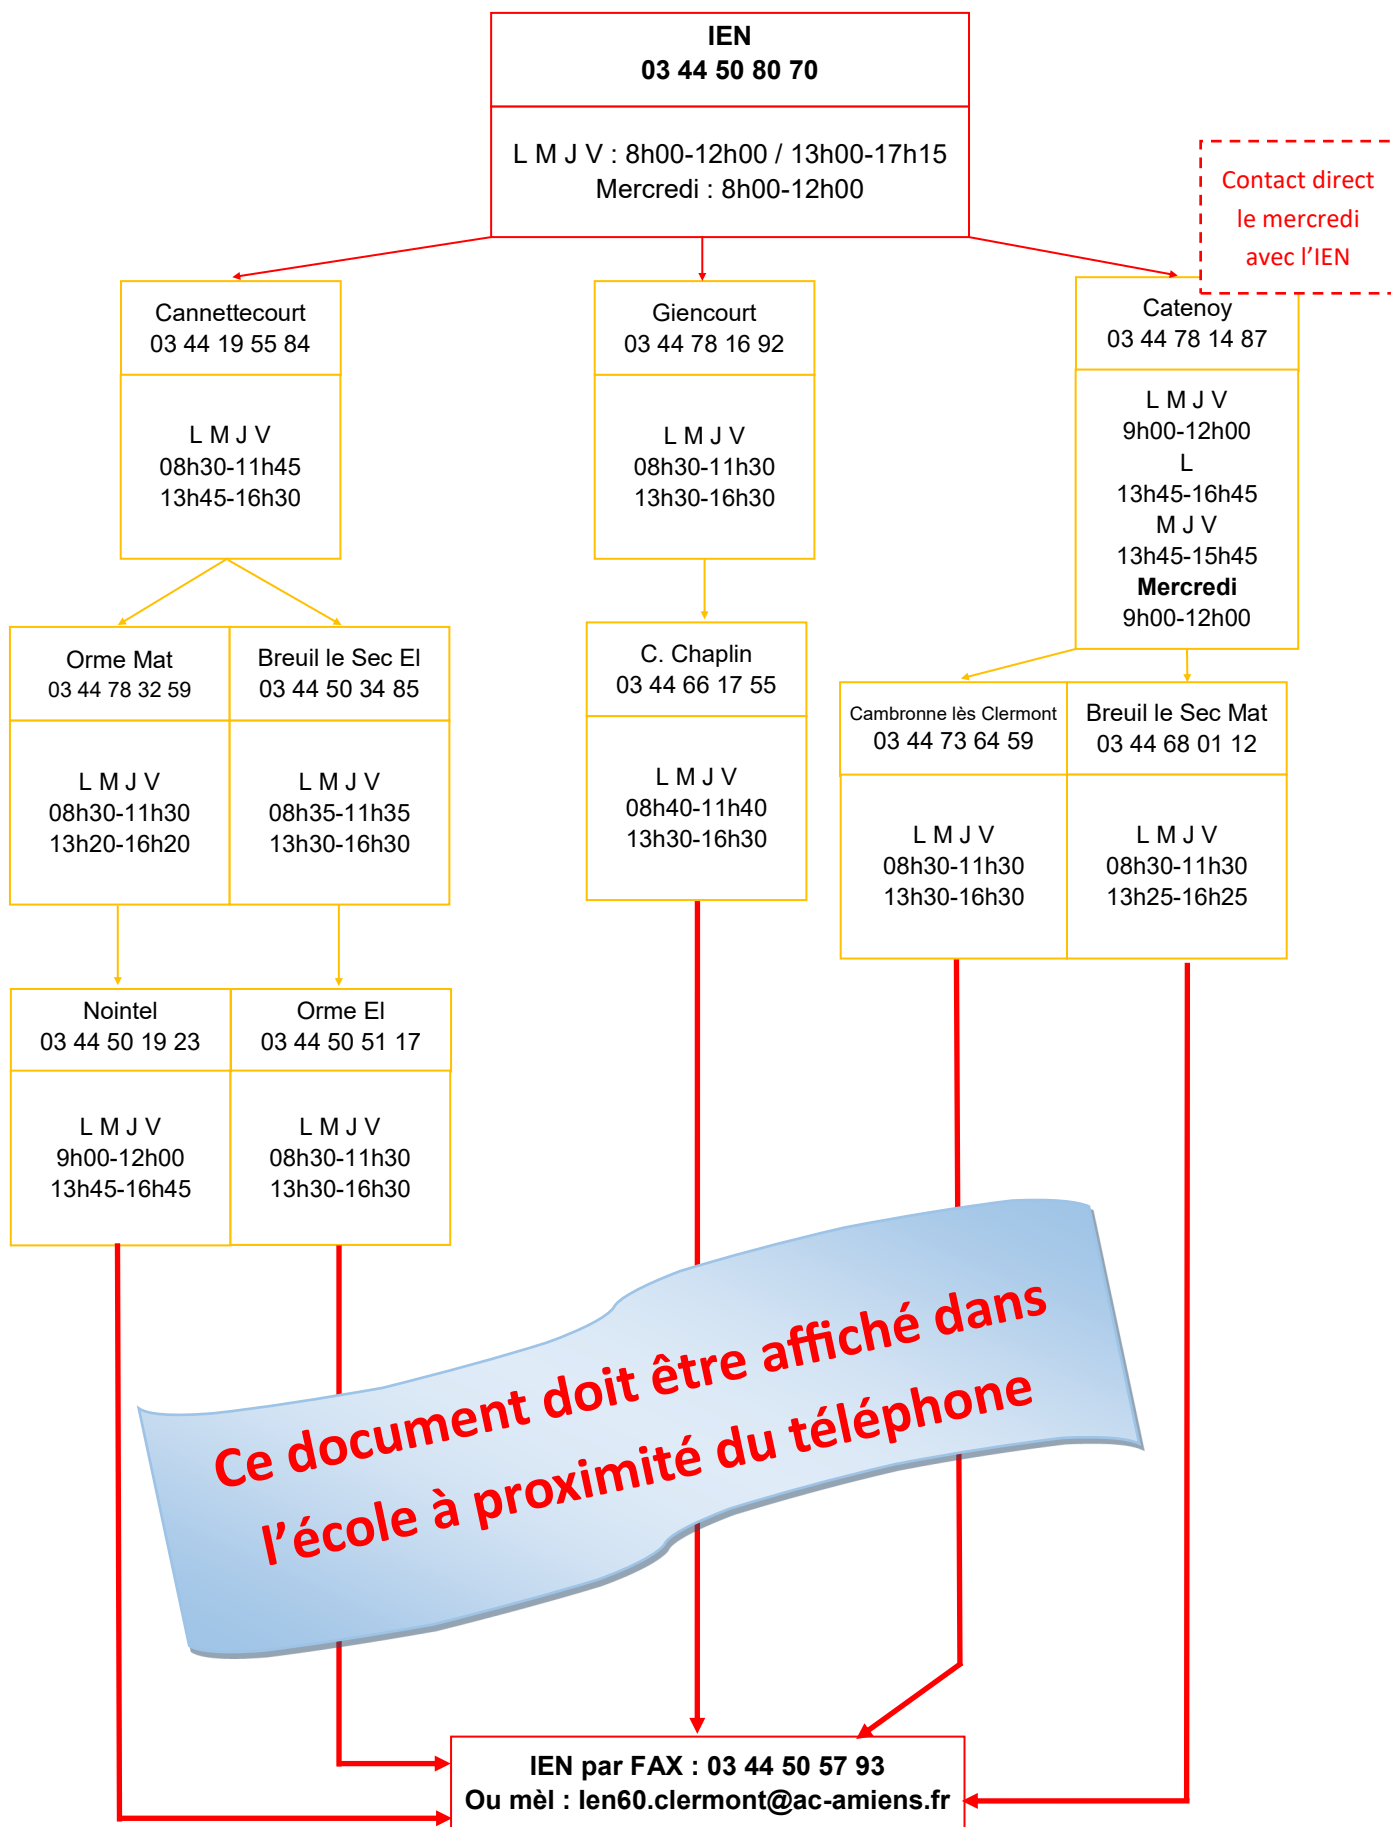 IEN
03 44 50 80 70
L M J V : 8h00-12h00 / 13h00-17h15
Mercredi : 8h00-12h00
Contact direct
le mercredi
avec l’IEN
Cannettecourt
03 44 19 55 84
L M J V
08h30-11h45
13h45-16h30
Giencourt
03 44 78 16 92
L M J V
08h30-11h30
13h30-16h30
Catenoy
03 44 78 14 87
L M J V
9h00-12h00
L
13h45-16h45
M J V
13h45-15h45
Mercredi
9h00-12h00
Orme Mat
03 44 78 32 59
L M J V
08h30-11h30
13h20-16h20
Breuil le Sec El
03 44 50 34 85
L M J V
08h35-11h35
13h30-16h30
C. Chaplin
03 44 66 17 55
L M J V
08h40-11h40
13h30-16h30
Cambronne lès Clermont
03 44 73 64 59
L M J V
08h30-11h30
13h30-16h30
Breuil le Sec Mat
03 44 68 01 12
L M J V
08h30-11h30
13h25-16h25
Nointel
03 44 50 19 23
L M J V
9h00-12h00
13h45-16h45
Orme El
03 44 50 51 17
L M J V
08h30-11h30
13h30-16h30
Ce document doit être affiché dans
l’école à proximité du téléphone
IEN par FAX : 03 44 50 57 93
Ou mèl : Ien60.clermont@ac-amiens.fr